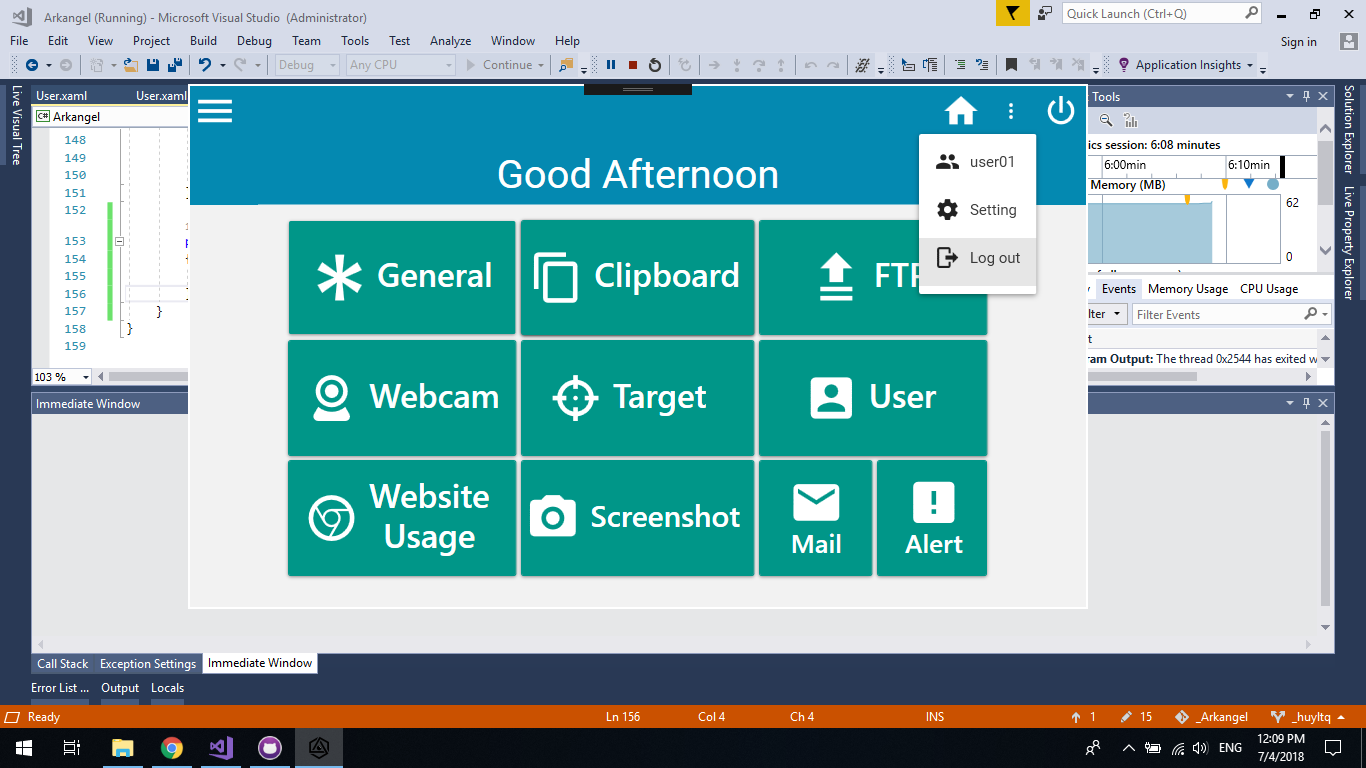 Arkangel (Running) - Microsoft Visual Studio (Administrator)
Quick Launch (Ctrl+Q)
File Edit View Project Build Debug Team Tools Test Analyze Window Help
Sign in
Debug Any CPU Continue Application Insights
Live Visual Tree
User.xaml User.xaml
Arkangel
148
149
150
151
152
153
154
155
156
157 }
158 }
159
103 %
Good Afternoon
user01
Setting
Log out
General Clipboard FTP
Webcam Target User
Website Usage
Screenshot
Mail Alert
Tools
ics session: 6:08 minutes
6:00min 6:10min
Memory (MB)
62
0
Events Memory Usage CPU Usage
lter Filter Events
ram Output: The thread 0x2544 has exited w
Solution Explorer
Live Property Explorer
Immediate Window
Call Stack Exception Settings Immediate Window
Error List ... Output Locals
Ready Ln 156 Col 4 Ch 4 INS 1 15 _Arkangel _huyltq
ENG
12:09 PM
7/4/2018